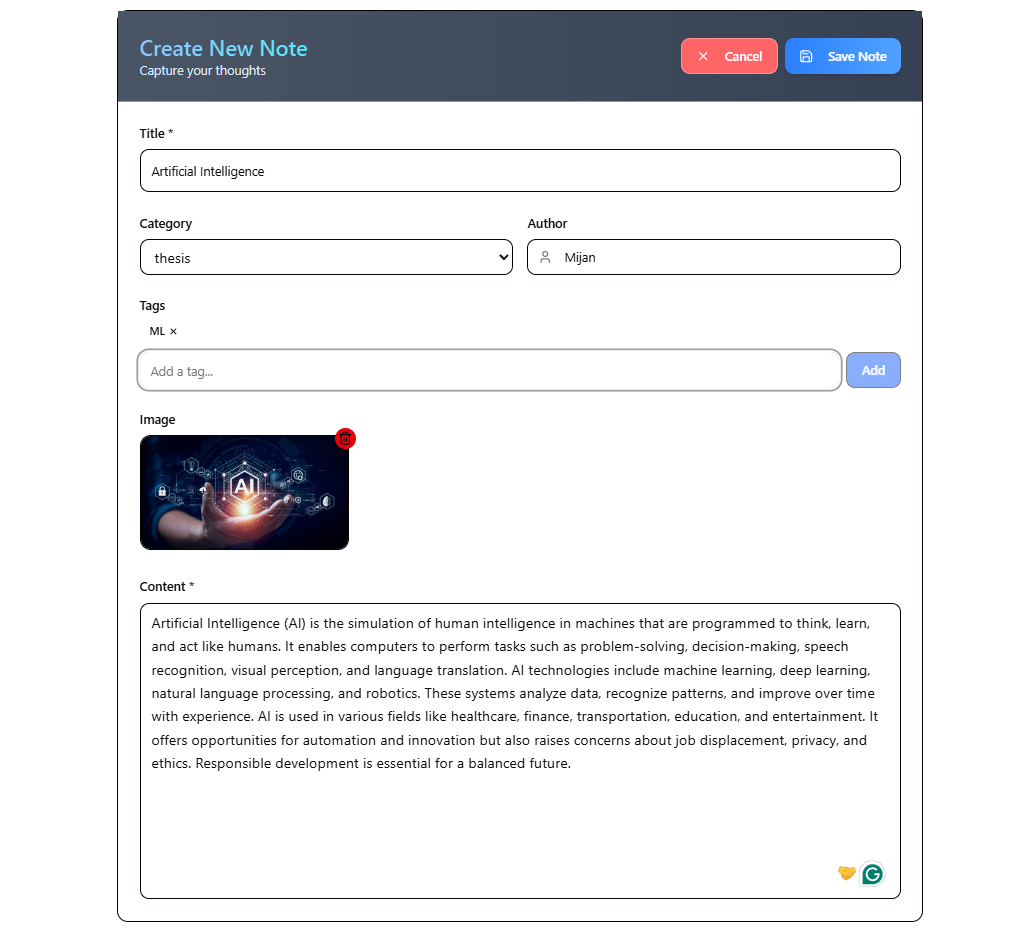 Create New Note
Capture your thoughts
Cancel
Save Note
Title *
Artificial Intelligence
Category
Author
thesis
Mijan
Tags
ML ×
Add a tag...
Add
Image
AI
Content *
Artificial Intelligence (AI) is the simulation of human intelligence in machines that are programmed to think, learn,
and act like humans. It enables computers to perform tasks such as problem-solving, decision-making, speech
recognition, visual perception, and language translation. AI technologies include machine learning, deep learning,
natural language processing, and robotics. These systems analyze data, recognize patterns, and improve over time
with experience. AI is used in various fields like healthcare, finance, transportation, education, and entertainment. It
offers opportunities for automation and innovation but also raises concerns about job displacement, privacy, and
ethics. Responsible development is essential for a balanced future.